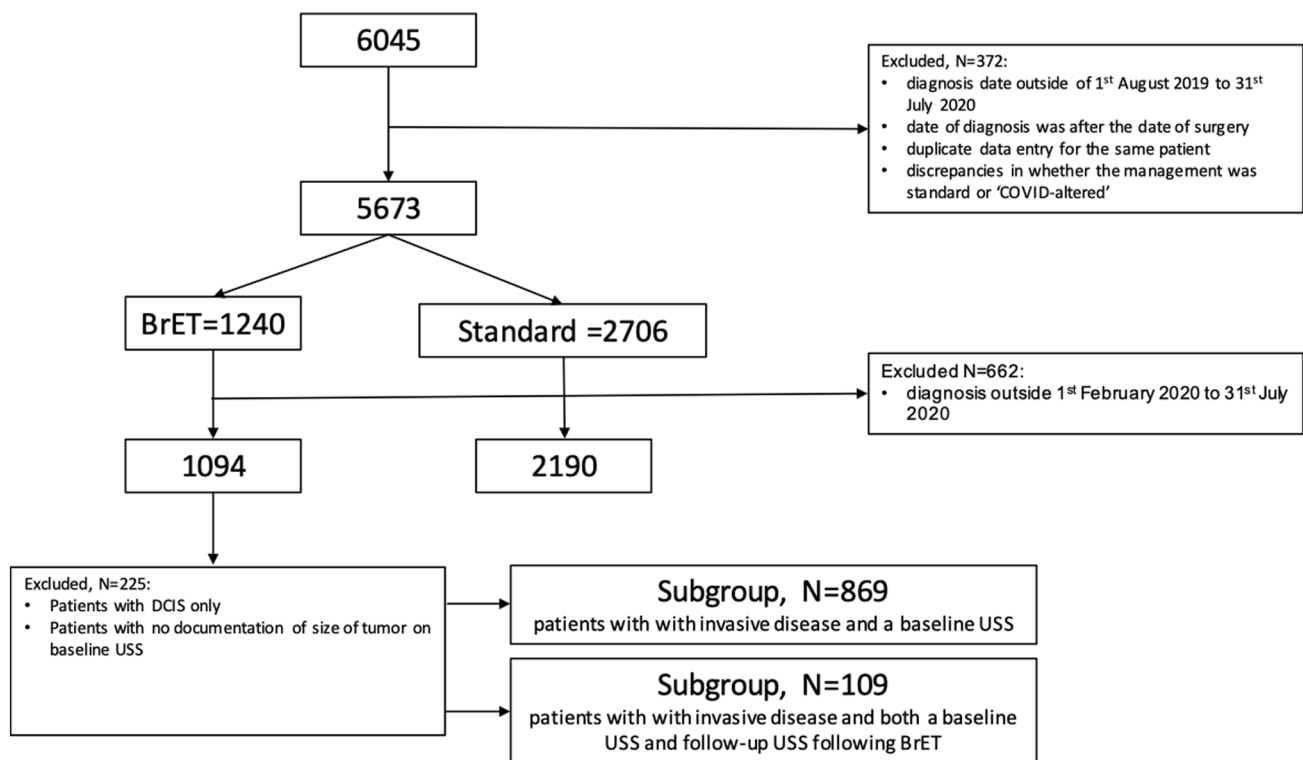 6045
Excluded, N=372:
• diagnosis date outside of 1st August 2019 to 31st
July 2020
• date of diagnosis was after the date of surgery
• duplicate data entry for the same patient
• discrepancies in whether the management was
standard or ‘COVID-altered’
5673
BrET=1240
Standard =2706
Excluded N=662:
• diagnosis outside 1st February 2020 to 31st July
2020
1094
2190
Excluded, N=225:
• Patients with DCIS only
• Patients with no documentation of size of tumor on
baseline USS
Subgroup, N=869
patients with with invasive disease and a baseline USS
Subgroup, N=109
patients with with invasive disease and both a baseline
USS and follow-up USS following BrET